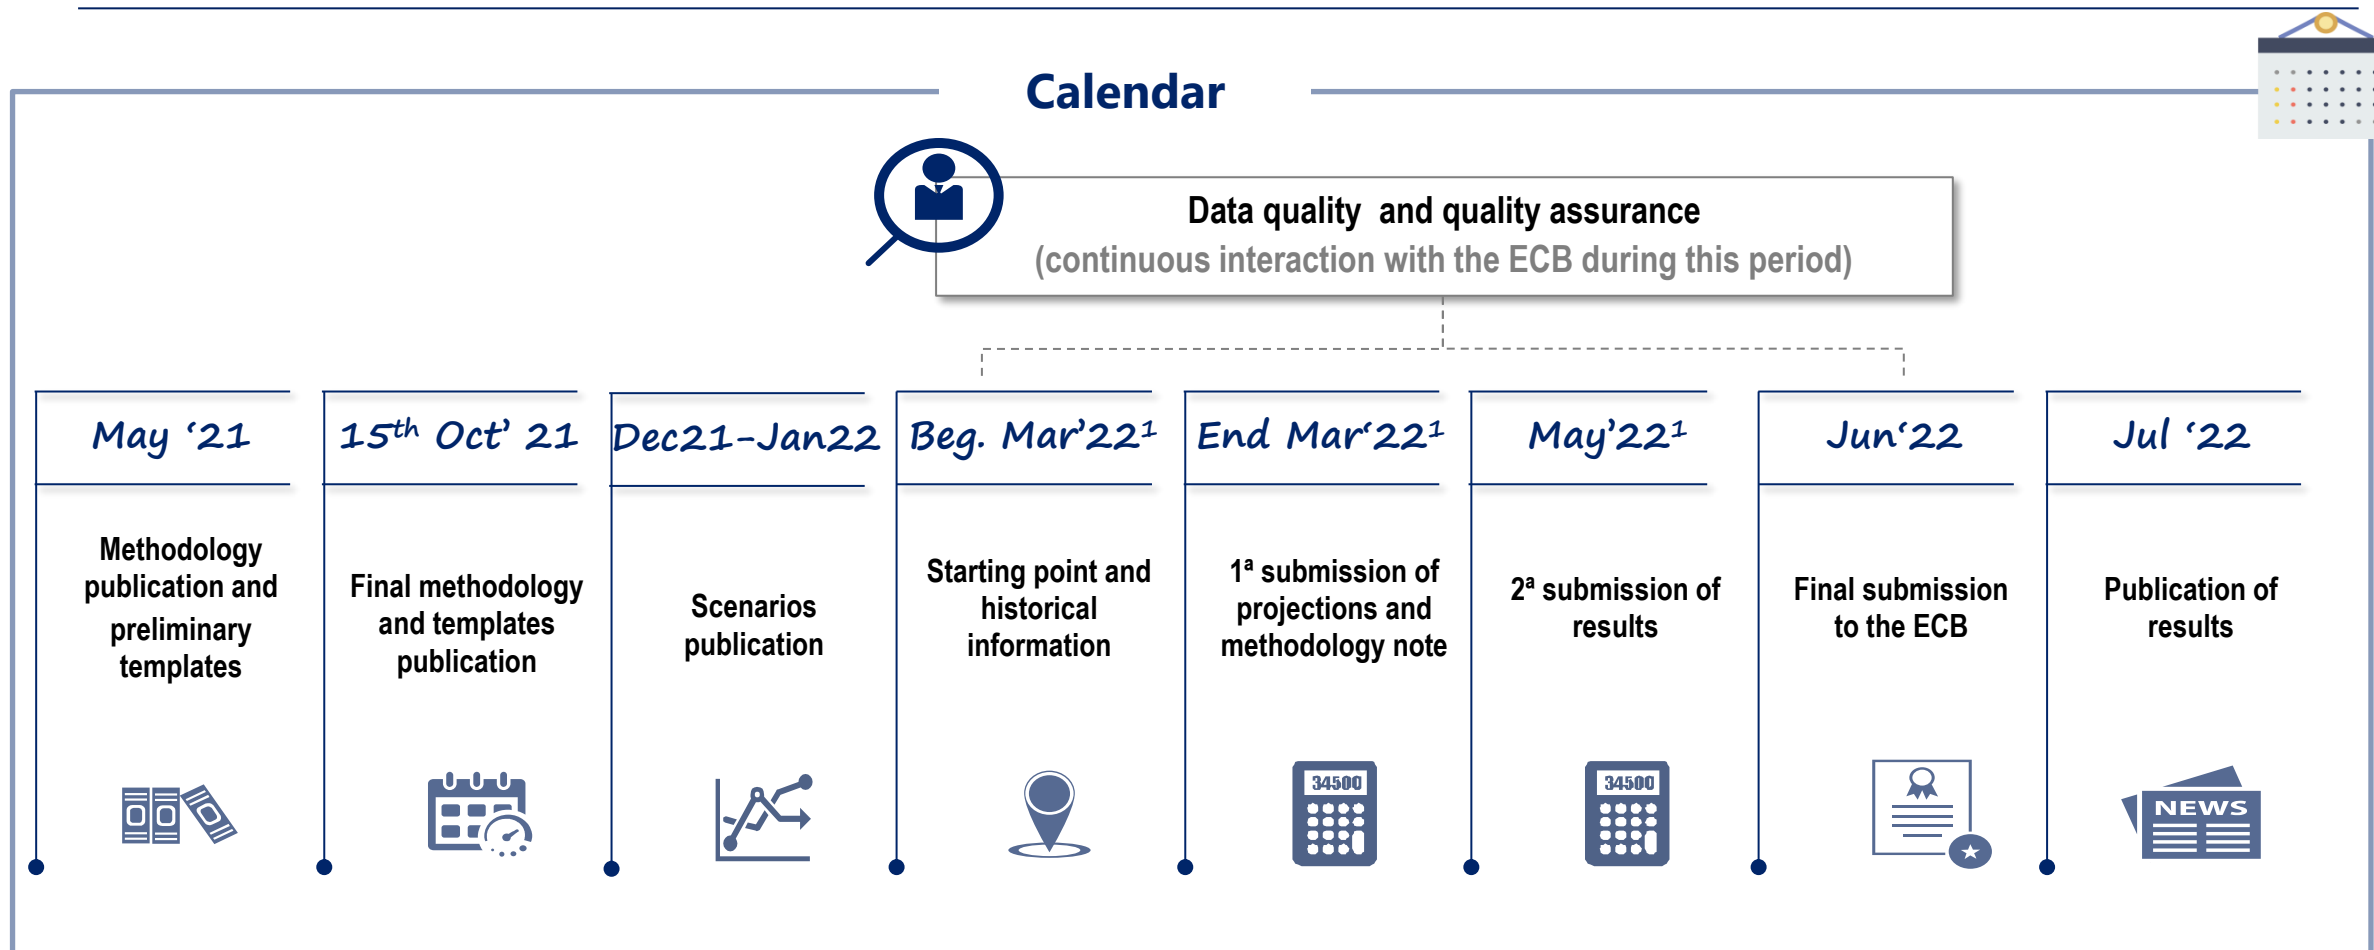 Calendar
Data quality and quality assurance
(continuous interaction with the ECB during this period)
May ‘21
Methodology
publication and
preliminary
templates
15th Oct’ 21
Final methodology
and templates
publication
Dec21-Jan22
Scenarios
publication
Beg. Mar’22¹
Starting point and
historical
information
End Mar‘22¹
1ª submission of
projections and
methodology note
34500
May’22¹
2ª submission of
results
34500
Jun‘22
Final submission
to the ECB
Jul ‘22
Publication of
results
NEWS